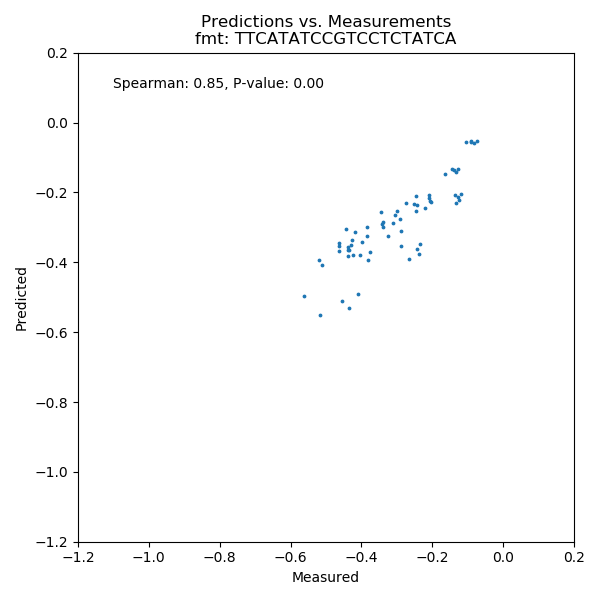 Predictions vs. Measurements
fmt: TTCATATCCGTCCTCTATCA
Spearman: 0.85, P-value: 0.00
0.2
0.0
−0.2
−0.4
−0.6
−0.8
−1.0
−1.2
Predicted
−1.2 −1.0 −0.8 −0.6 −0.4 −0.2 0.0 0.2
Measured